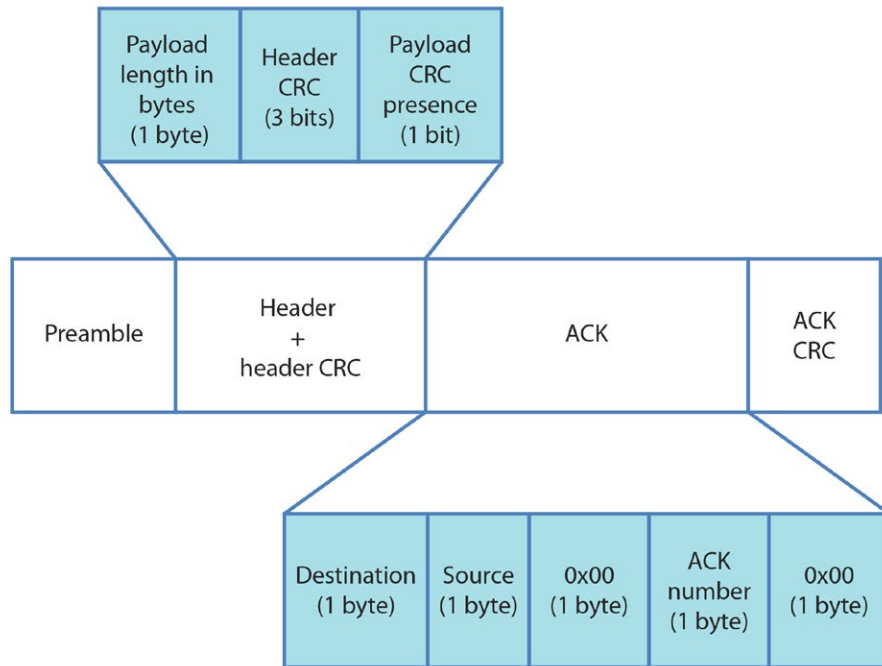 Payload
length in
bytes
(1 byte)
Header
CRC
(3 bits)
Payload
CRC
presence
(1 bit)
Preamble
Header
+
header CRC
ACK
ACK
CRC
Destination
(1 byte)
Source
(1 byte)
0x00
(1 byte)
ACK
number
(1 byte)
0x00
(1 byte)